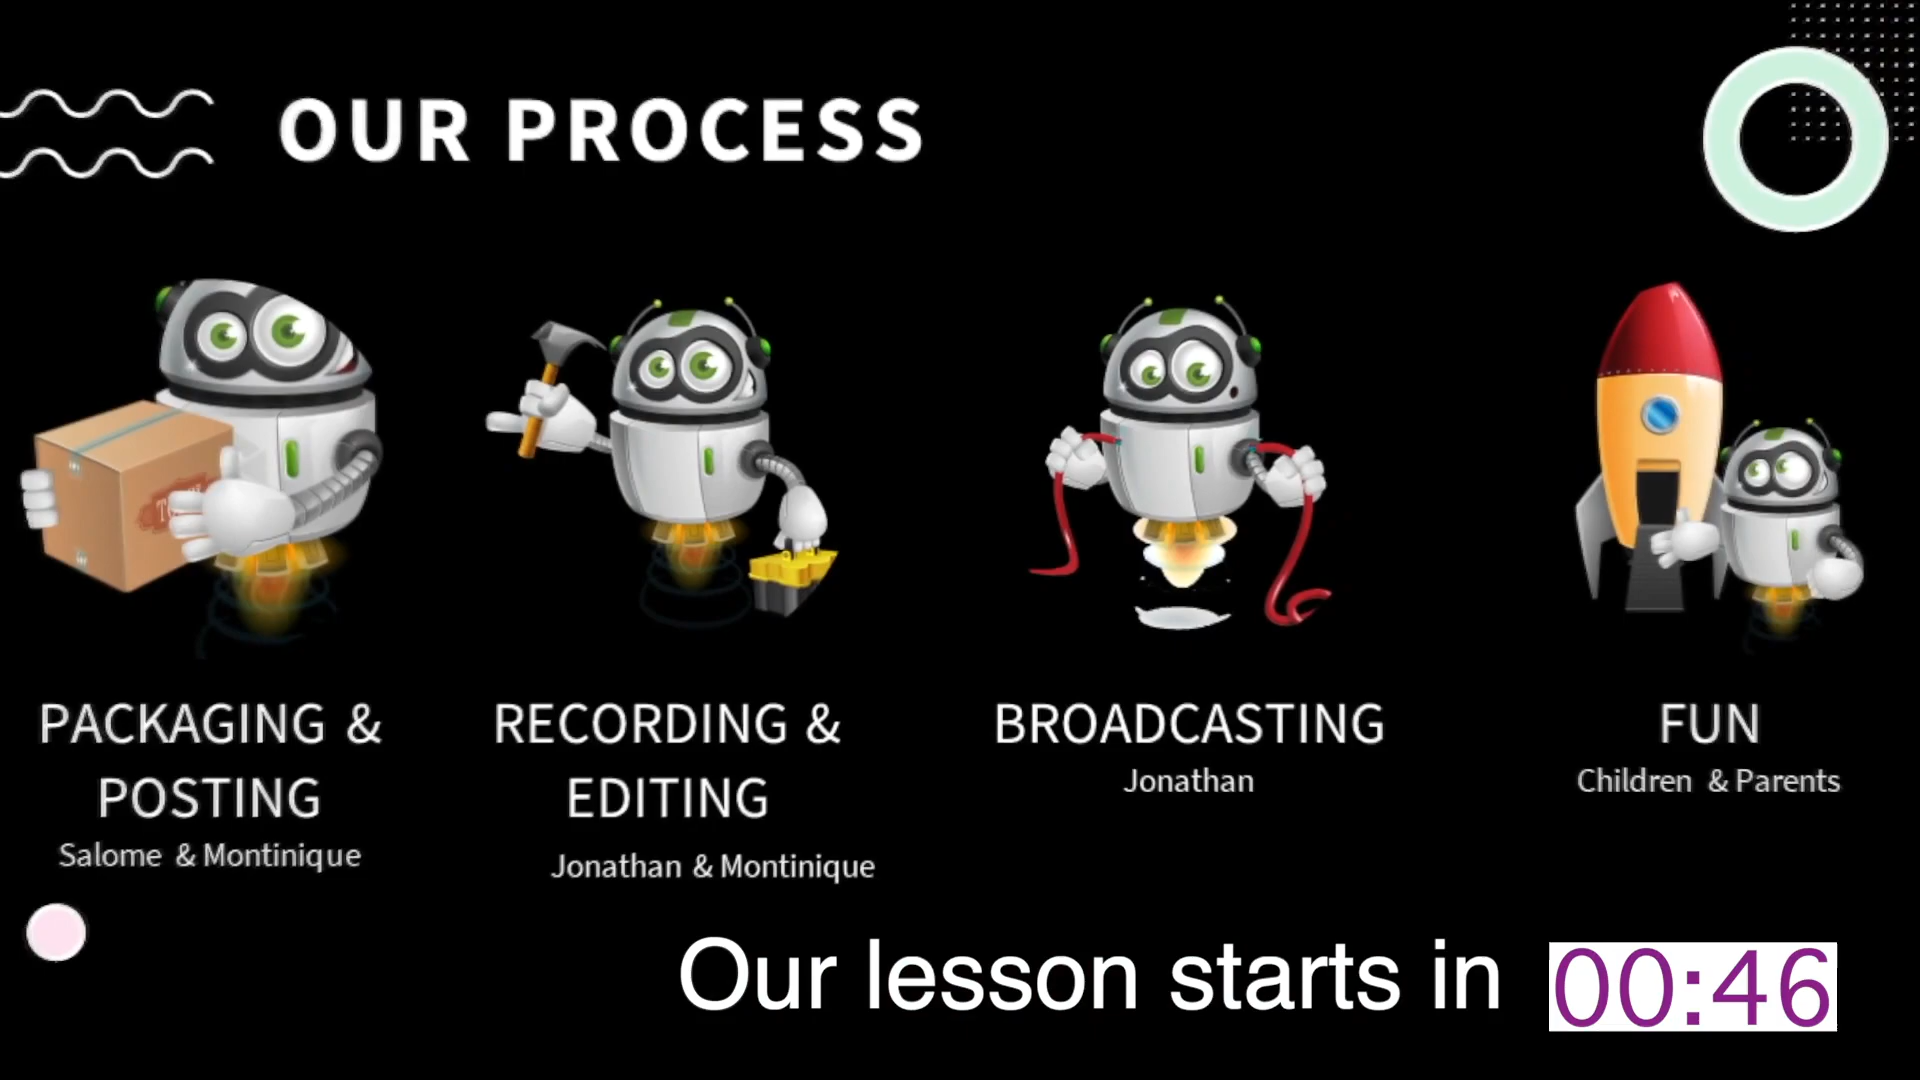 OUR PROCESS
PACKAGING &
POSTING
Salome & Montinique
RECORDING &
EDITING
Jonathan & Montinique
BROADCASTING
Jonathan
FUN
Children & Parents
Our lesson starts in 00:46